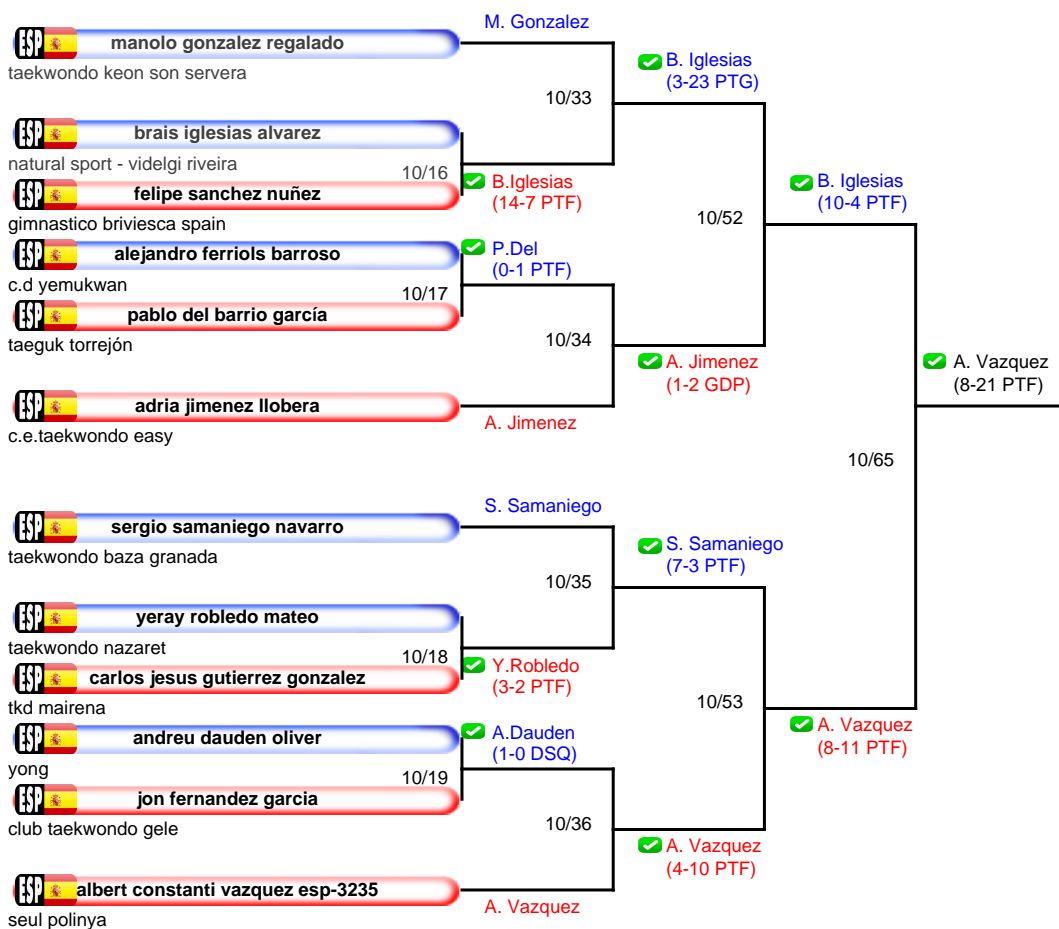 M. Gonzalez
ESP manolo gonzalez regalado
taekwondo keon son servera
B. Iglesias
(3-23 PTG)
10/33
ESP brais iglesias alvarez
natural sport - videlgi riveira
10/16
B.Iglesias
(14-7 PTF)
ESP felipe sanchez nuñez
gimnastico briviesca spain
B. Iglesias
(10-4 PTF)
10/52
ESP alejandro ferriols barroso
c.d yemukwan
P.Del
(0-1 PTF)
10/17
ESP pablo del barrio garcía
taeguk torrejón
10/34
A. Jimenez
(1-2 GDP)
A. Vazquez
(8-21 PTF)
ESP adria jimenez llobera
c.e.taekwondo easy
A. Jimenez
10/65
S. Samaniego
ESP sergio samaniego navarro
taekwondo baza granada
S. Samaniego
(7-3 PTF)
10/35
ESP yeray robledo mateo
taekwondo nazaret
10/18
Y.Robledo
(3-2 PTF)
ESP carlos jesus gutierrez gonzalez
tkd mairena
10/53
A. Vazquez
(8-11 PTF)
ESP andreu dauden oliver
yong
A.Dauden
(1-0 DSQ)
10/19
ESP jon fernandez garcia
club taekwondo gele
10/36
A. Vazquez
(4-10 PTF)
ESP albert constanti vazquez esp-3235
seul polinya
A. Vazquez